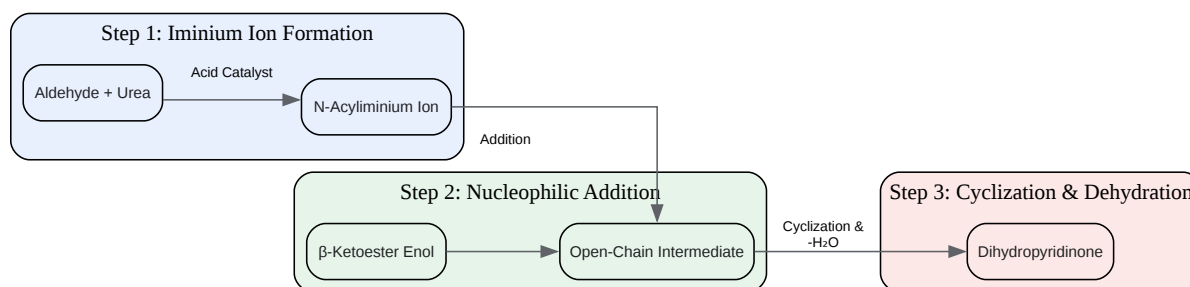 Step 1: Iminium Ion Formation
Aldehyde + Urea
Acid Catalyst
N-Acyliminium Ion
Addition
Step 2: Nucleophilic Addition
β-Ketoester Enol
Open-Chain Intermediate
Cyclization &
-H₂O
Step 3: Cyclization & Dehydration
Dihydropyridinone